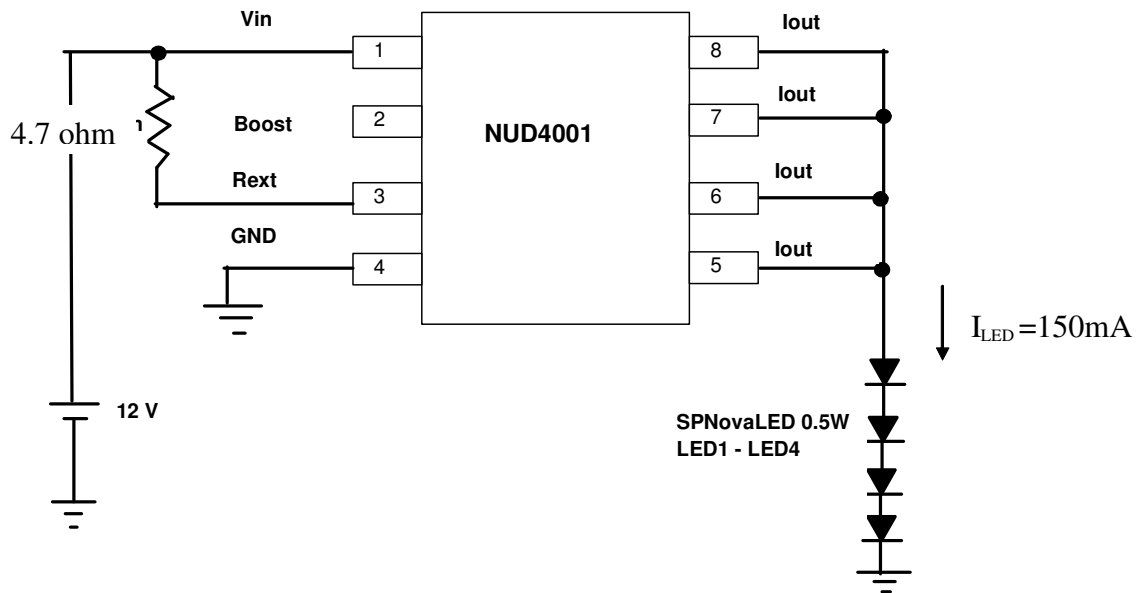 Vin
Iout
1
8
Iout
4.7 ohm
Boost
2
7
NUD4001
Iout
Rext
3
6
GND
Iout
4
5
I_LED =150mA
12 V
SPNovaLED 0.5W
LED1 - LED4